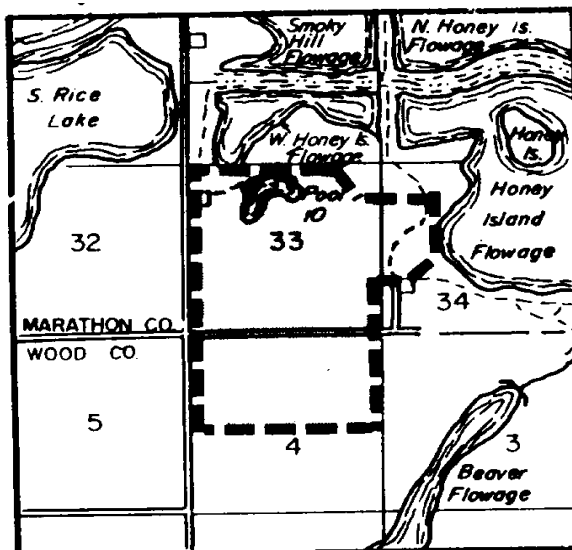 Smoky
Hill
Flowage
N. Honey Is.
Flowage
S. Rice
Lake
W. Honey Is.
Flowage
Honey
Is.
Pool
10
Honey
Island
Flowage
32
33
34
MARATHON CO.
WOOD CO.
5
4
3
Beaver
Flowage